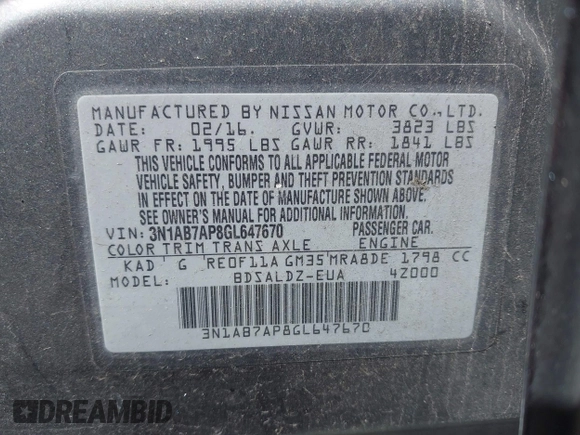 MANUFACTURED BY NISSAN MOTOR CO., LTD.
DATE: 02/16. GVWR: 3823 LBS
GAWR FR: 1995 LBS GAWR RR: 1841 LBS
THIS VEHICLE CONFORMS TO ALL APPLICABLE FEDERAL MOTOR
VEHICLE SAFETY, BUMPER AND THEFT PREVENTION STANDARDS
IN EFFECT ON THE DATE OF MANUFACTURE SHOWN ABOVE.
SEE OWNER'S MANUAL OR LOADING INFORMATION
VIN: 3N1AB7AP8GL647670 PASSENGER CAR.
COLOR TRIM TRANS AXLE ENGINE
KAD G RE0F11A GM35 MRA8DE 1798 CC
MODEL: BDSALDZ-EUA 4Z000
3N1AB7AP8GL647670
DREAMBID